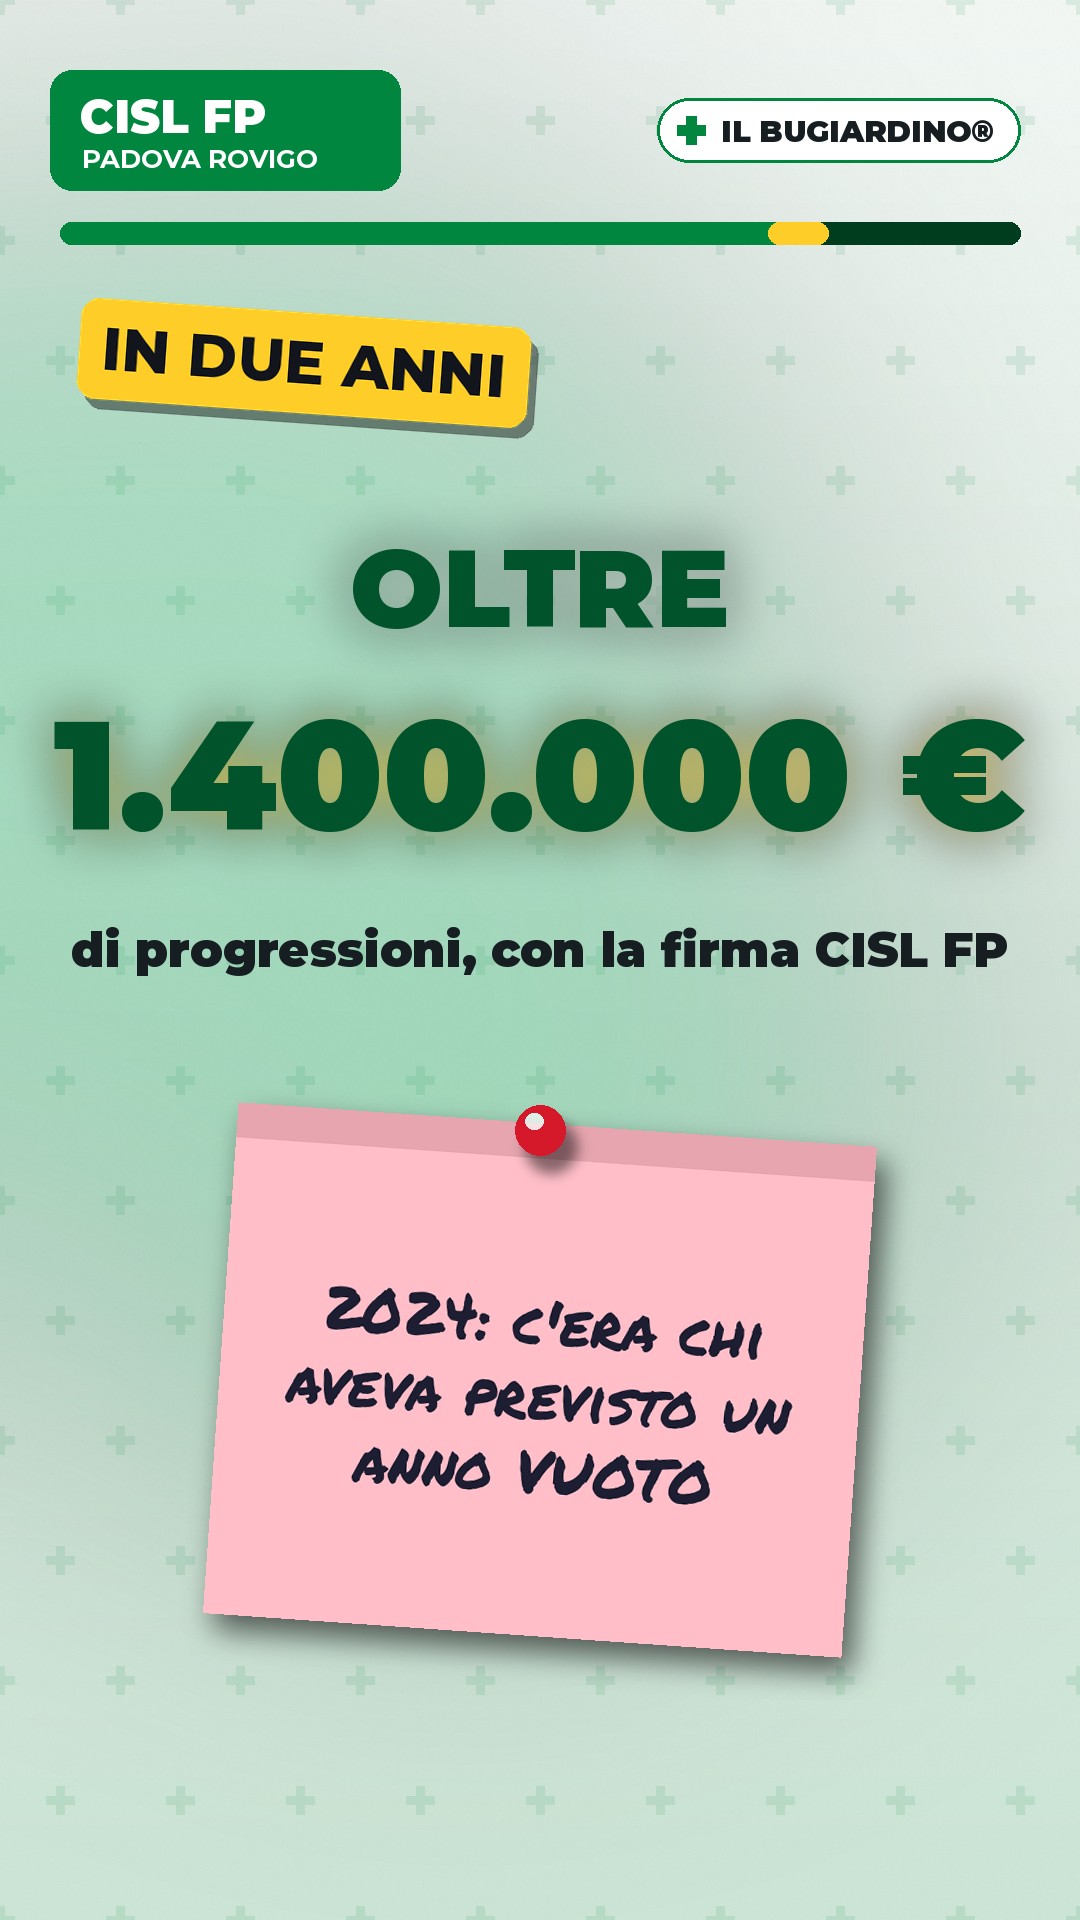 CISL FP
PADOVA ROVIGO
IL BUGIARDINO®
IN DUE ANNI
OLTRE
1.400.000 €
di progressioni, con la firma CISL FP
2024: C'ERA CHI
AVEVA PREVISTO UN
ANNO VUOTO